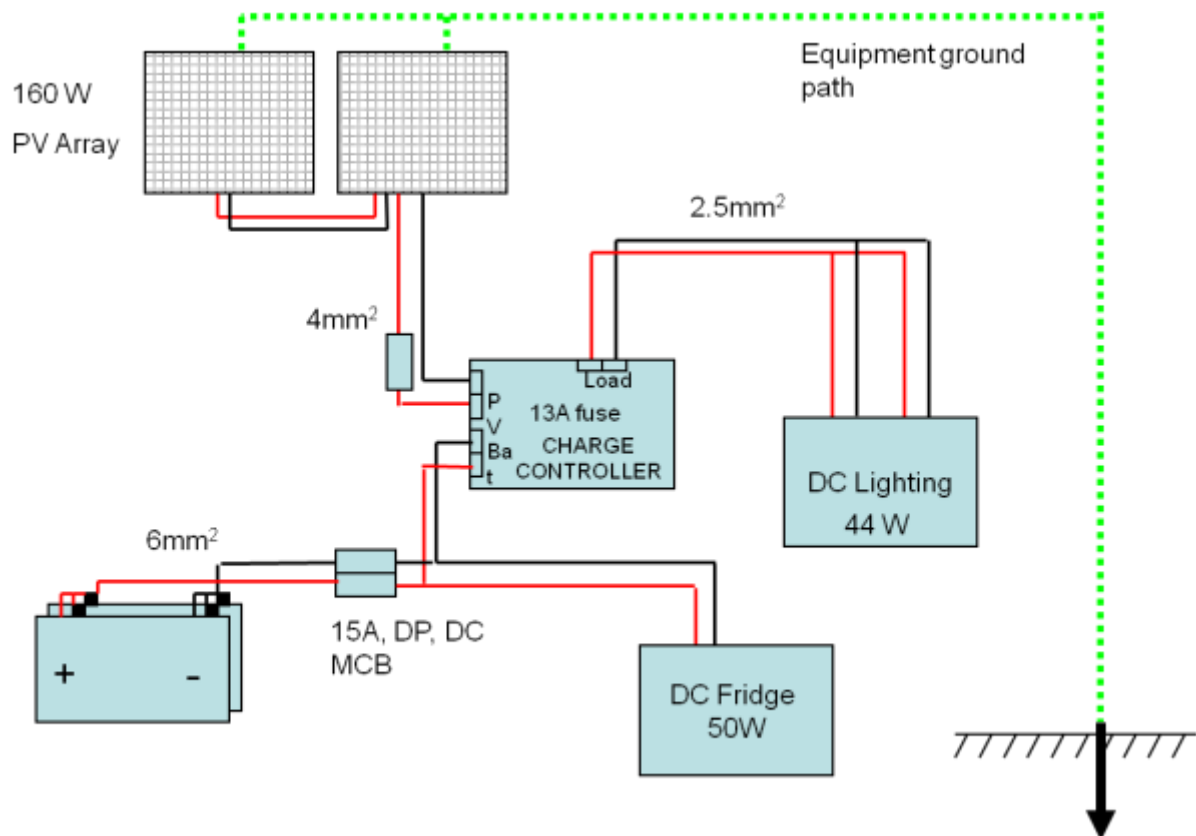 160 W
PV Array
Equipment ground
path
2.5mm²
4mm²
Load
P
V
13A fuse
Ba
t
CHARGE
CONTROLLER
DC Lighting
44 W
6mm²
15A, DP, DC
MCB
+ -
DC Fridge
50W